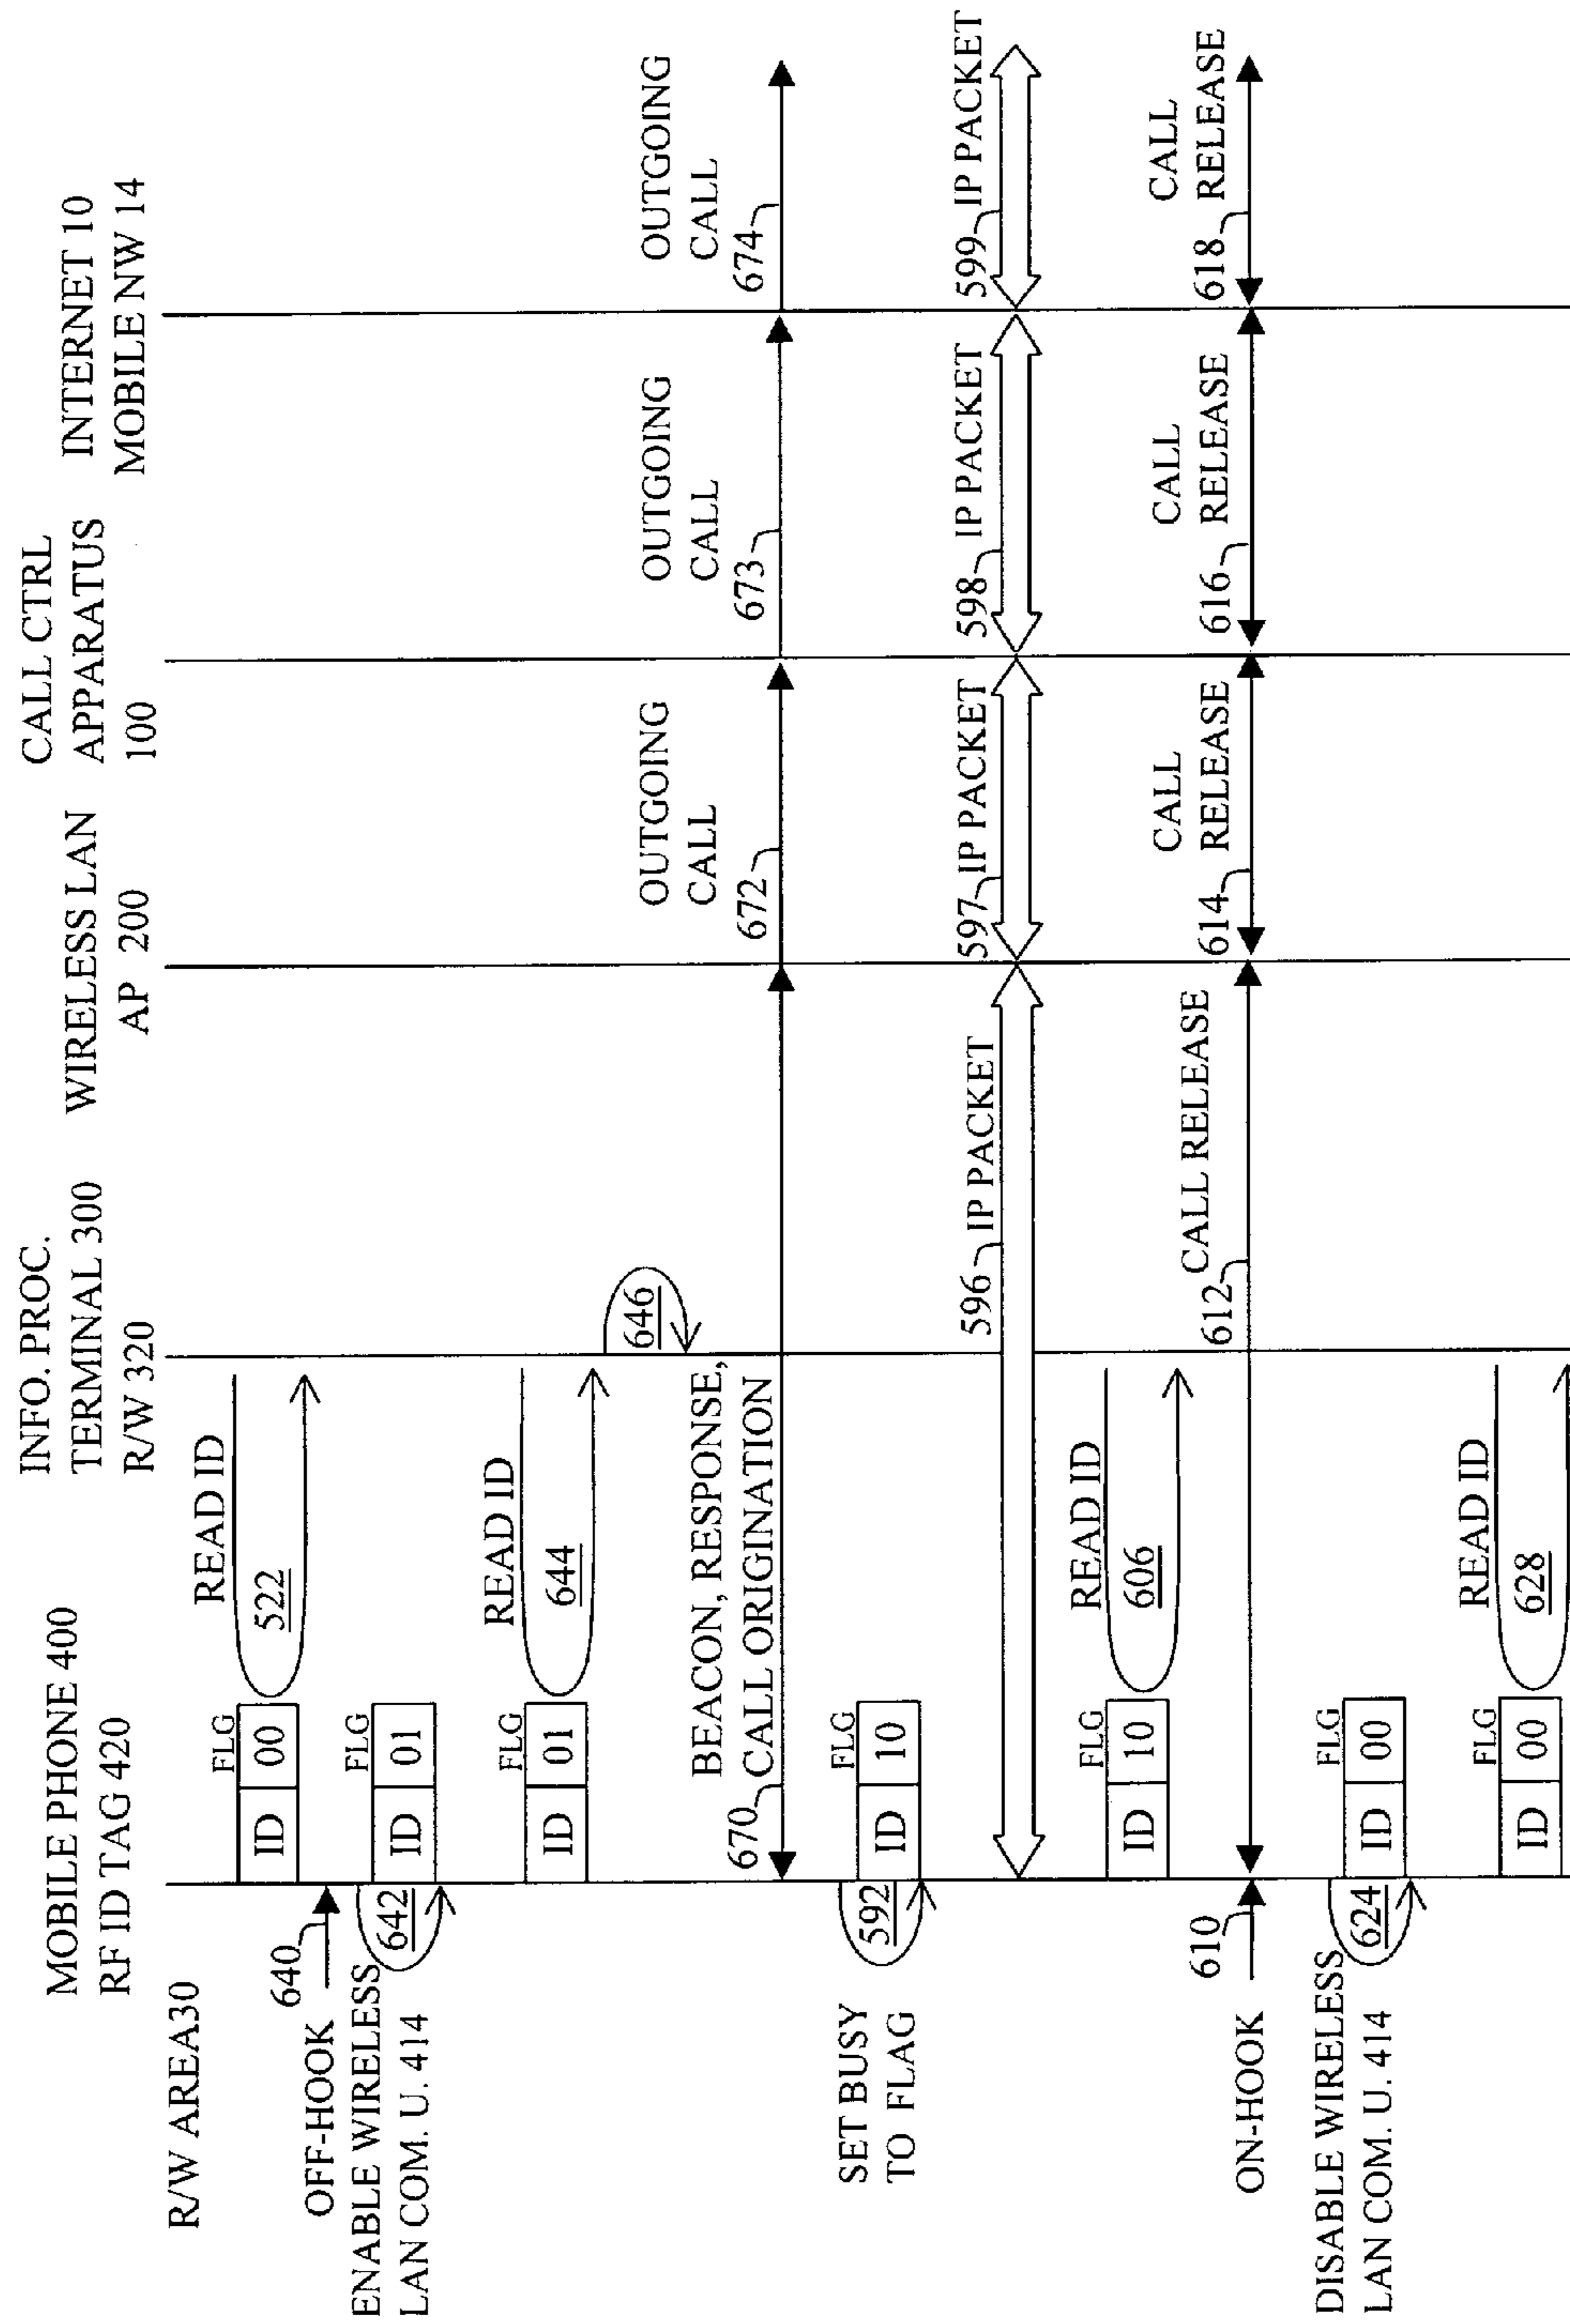 INFO. PROC.
CALL CTRL
MOBILE PHONE 400
TERMINAL 300
WIRELESS LAN
APPARATUS
INTERNET 10
RF ID TAG 420
R/W 320
AP 200
100
MOBILE NW 14
R/W AREA30
READ ID
FLG
ID 00
522
640
OFF-HOOK
ENABLE WIRELESS
LAN COM. U. 414
642
FLG
ID 01
READ ID
FLG
ID 01
644
646
BEACON, RESPONSE,
670 CALL ORIGINATION
OUTGOING
CALL
672
OUTGOING
CALL
673
OUTGOING
CALL
674
SET BUSY
TO FLAG
592
FLG
ID 10
596 IP PACKET
597 IP PACKET
598 IP PACKET
599 IP PACKET
READ ID
FLG
ID 10
606
610
ON-HOOK
612 CALL RELEASE
CALL
614 RELEASE
CALL
616 RELEASE
CALL
618 RELEASE
DISABLE WIRELESS
LAN COM. U. 414
624
FLG
ID 00
READ ID
FLG
ID 00
628